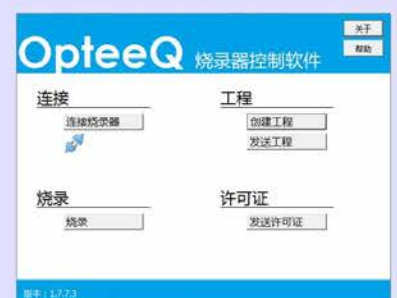 关于
帮助
OpteeQ 烧录器控制软件
连接
连接烧录器
工程
创建工程
发送工程
烧录
烧录
许可证
发送许可证
版本：1.7.7.3